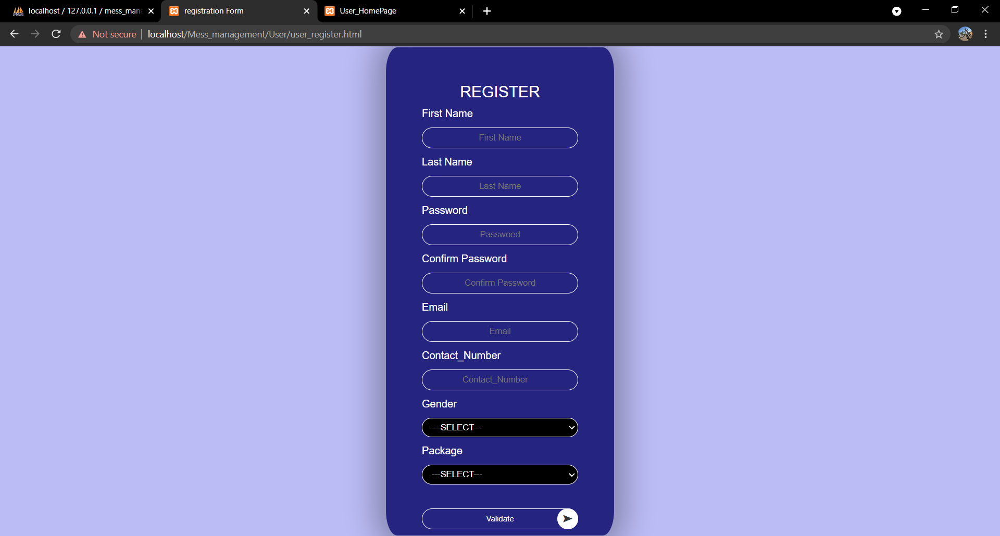 localhost / 127.0.0.1 / mess_man
registration Form
User_HomePage
Not secure
localhost/Mess_management/User/user_register.html
REGISTER
First Name
First Name
Last Name
Last Name
Password
Passwoed
Confirm Password
Confirm Password
Email
Email
Contact_Number
Contact_Number
Gender
---SELECT---
Package
---SELECT---
Validate